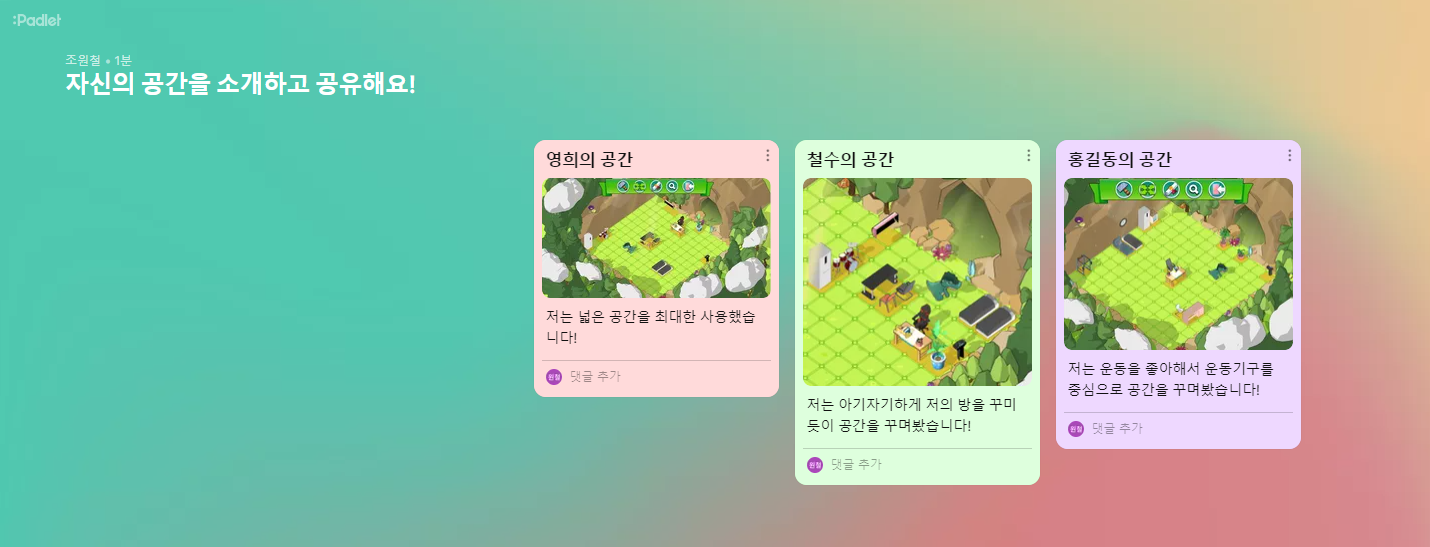 :Padlet
조원철 • 1분
자신의 공간을 소개하고 공유해요!
영희의 공간
저는 넓은 공간을 최대한 사용했습
니다!
원철
댓글 추가
철수의 공간
저는 아기자기하게 저의 방을 꾸미
듯이 공간을 꾸며봤습니다!
원철
댓글 추가
홍길동의 공간
저는 운동을 좋아해서 운동기구를
중심으로 공간을 꾸며봤습니다!
원철
댓글 추가